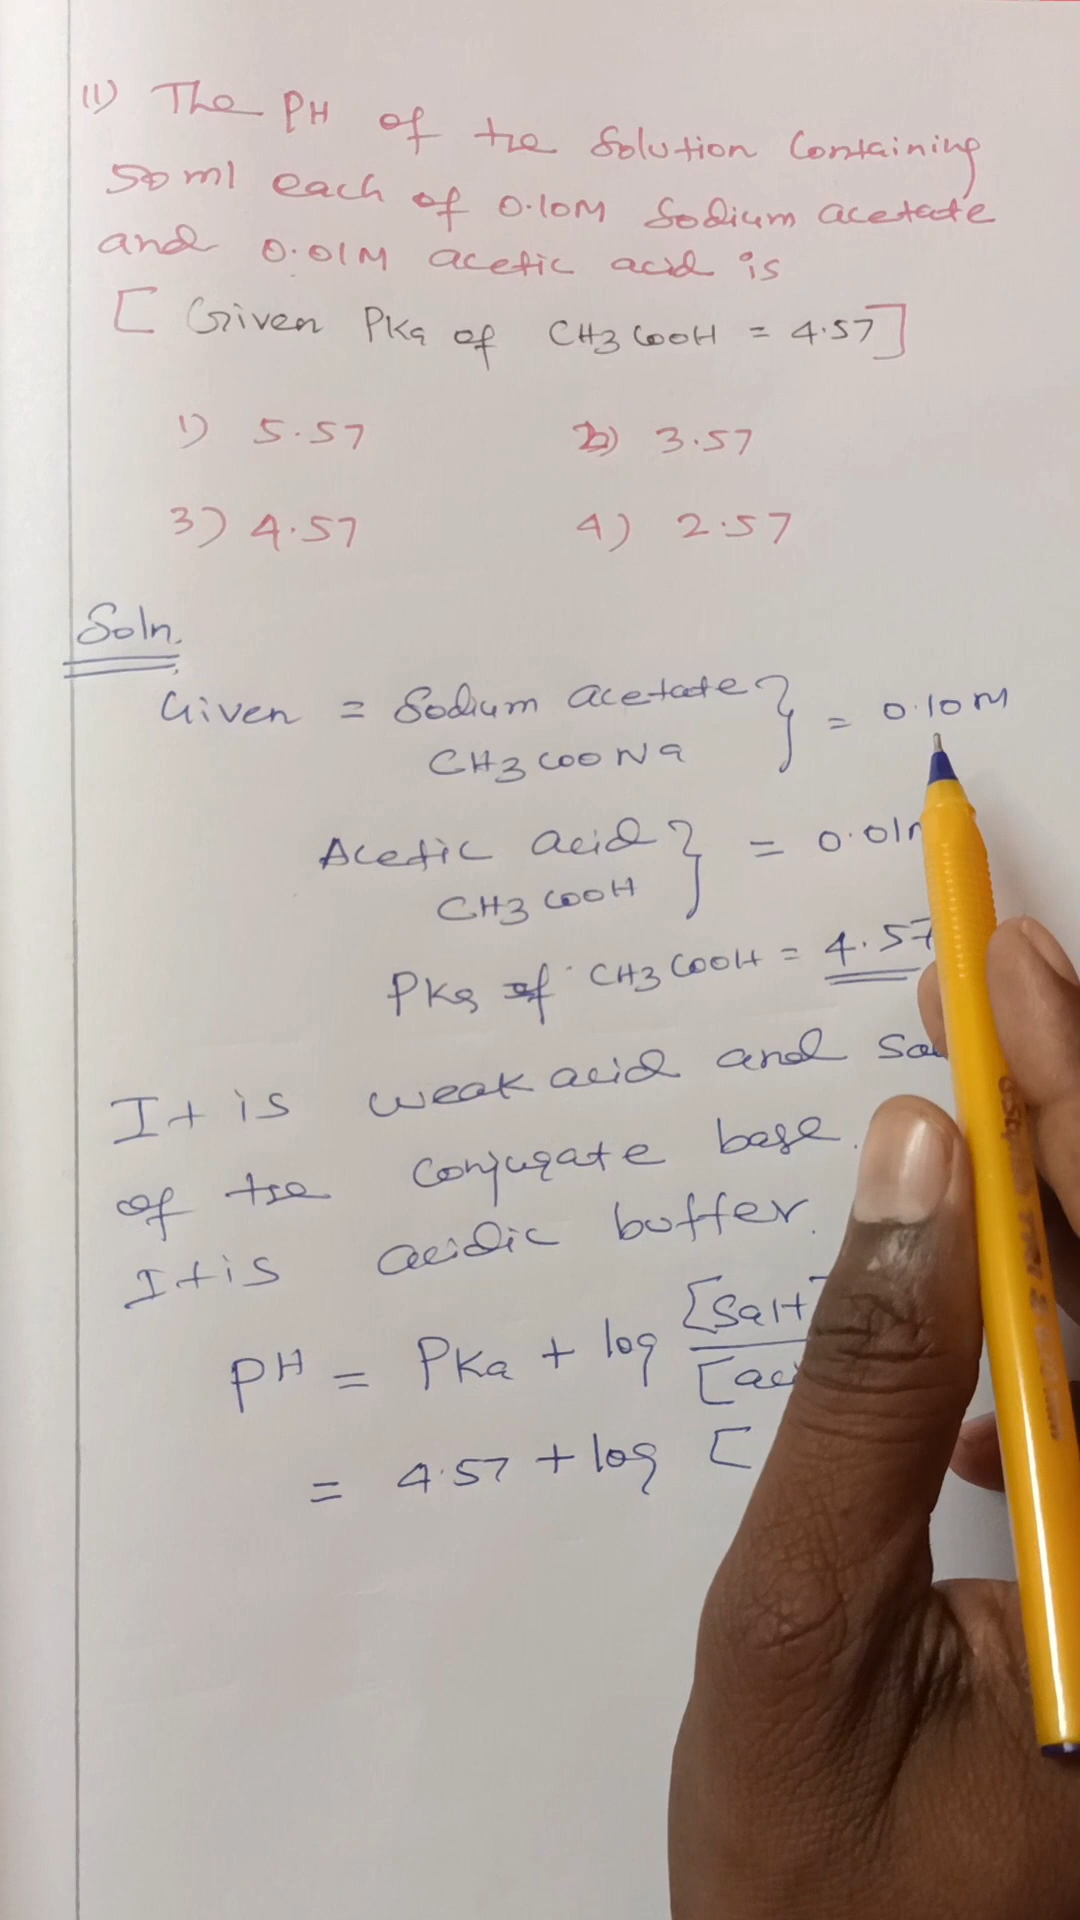 11) The PH of the Solution Containing
50ml each of 0.10M Sodium acetate
and 0.01M acetic acid is
[Given PKa of CH3COOH = 4.57]
1) 5.57 2) 3.57
3) 4.57 4) 2.57
Soln.
Given = Sodium acetate } = 0.10M
CH3COONa
Acetic acid } = 0.01
CH3COOH
PKa of CH3COOH = 4.57
It is weak acid and
of the Conjugate base.
It is acidic buffer.
PH = PKa + log [Salt]
= 4.57 + log [